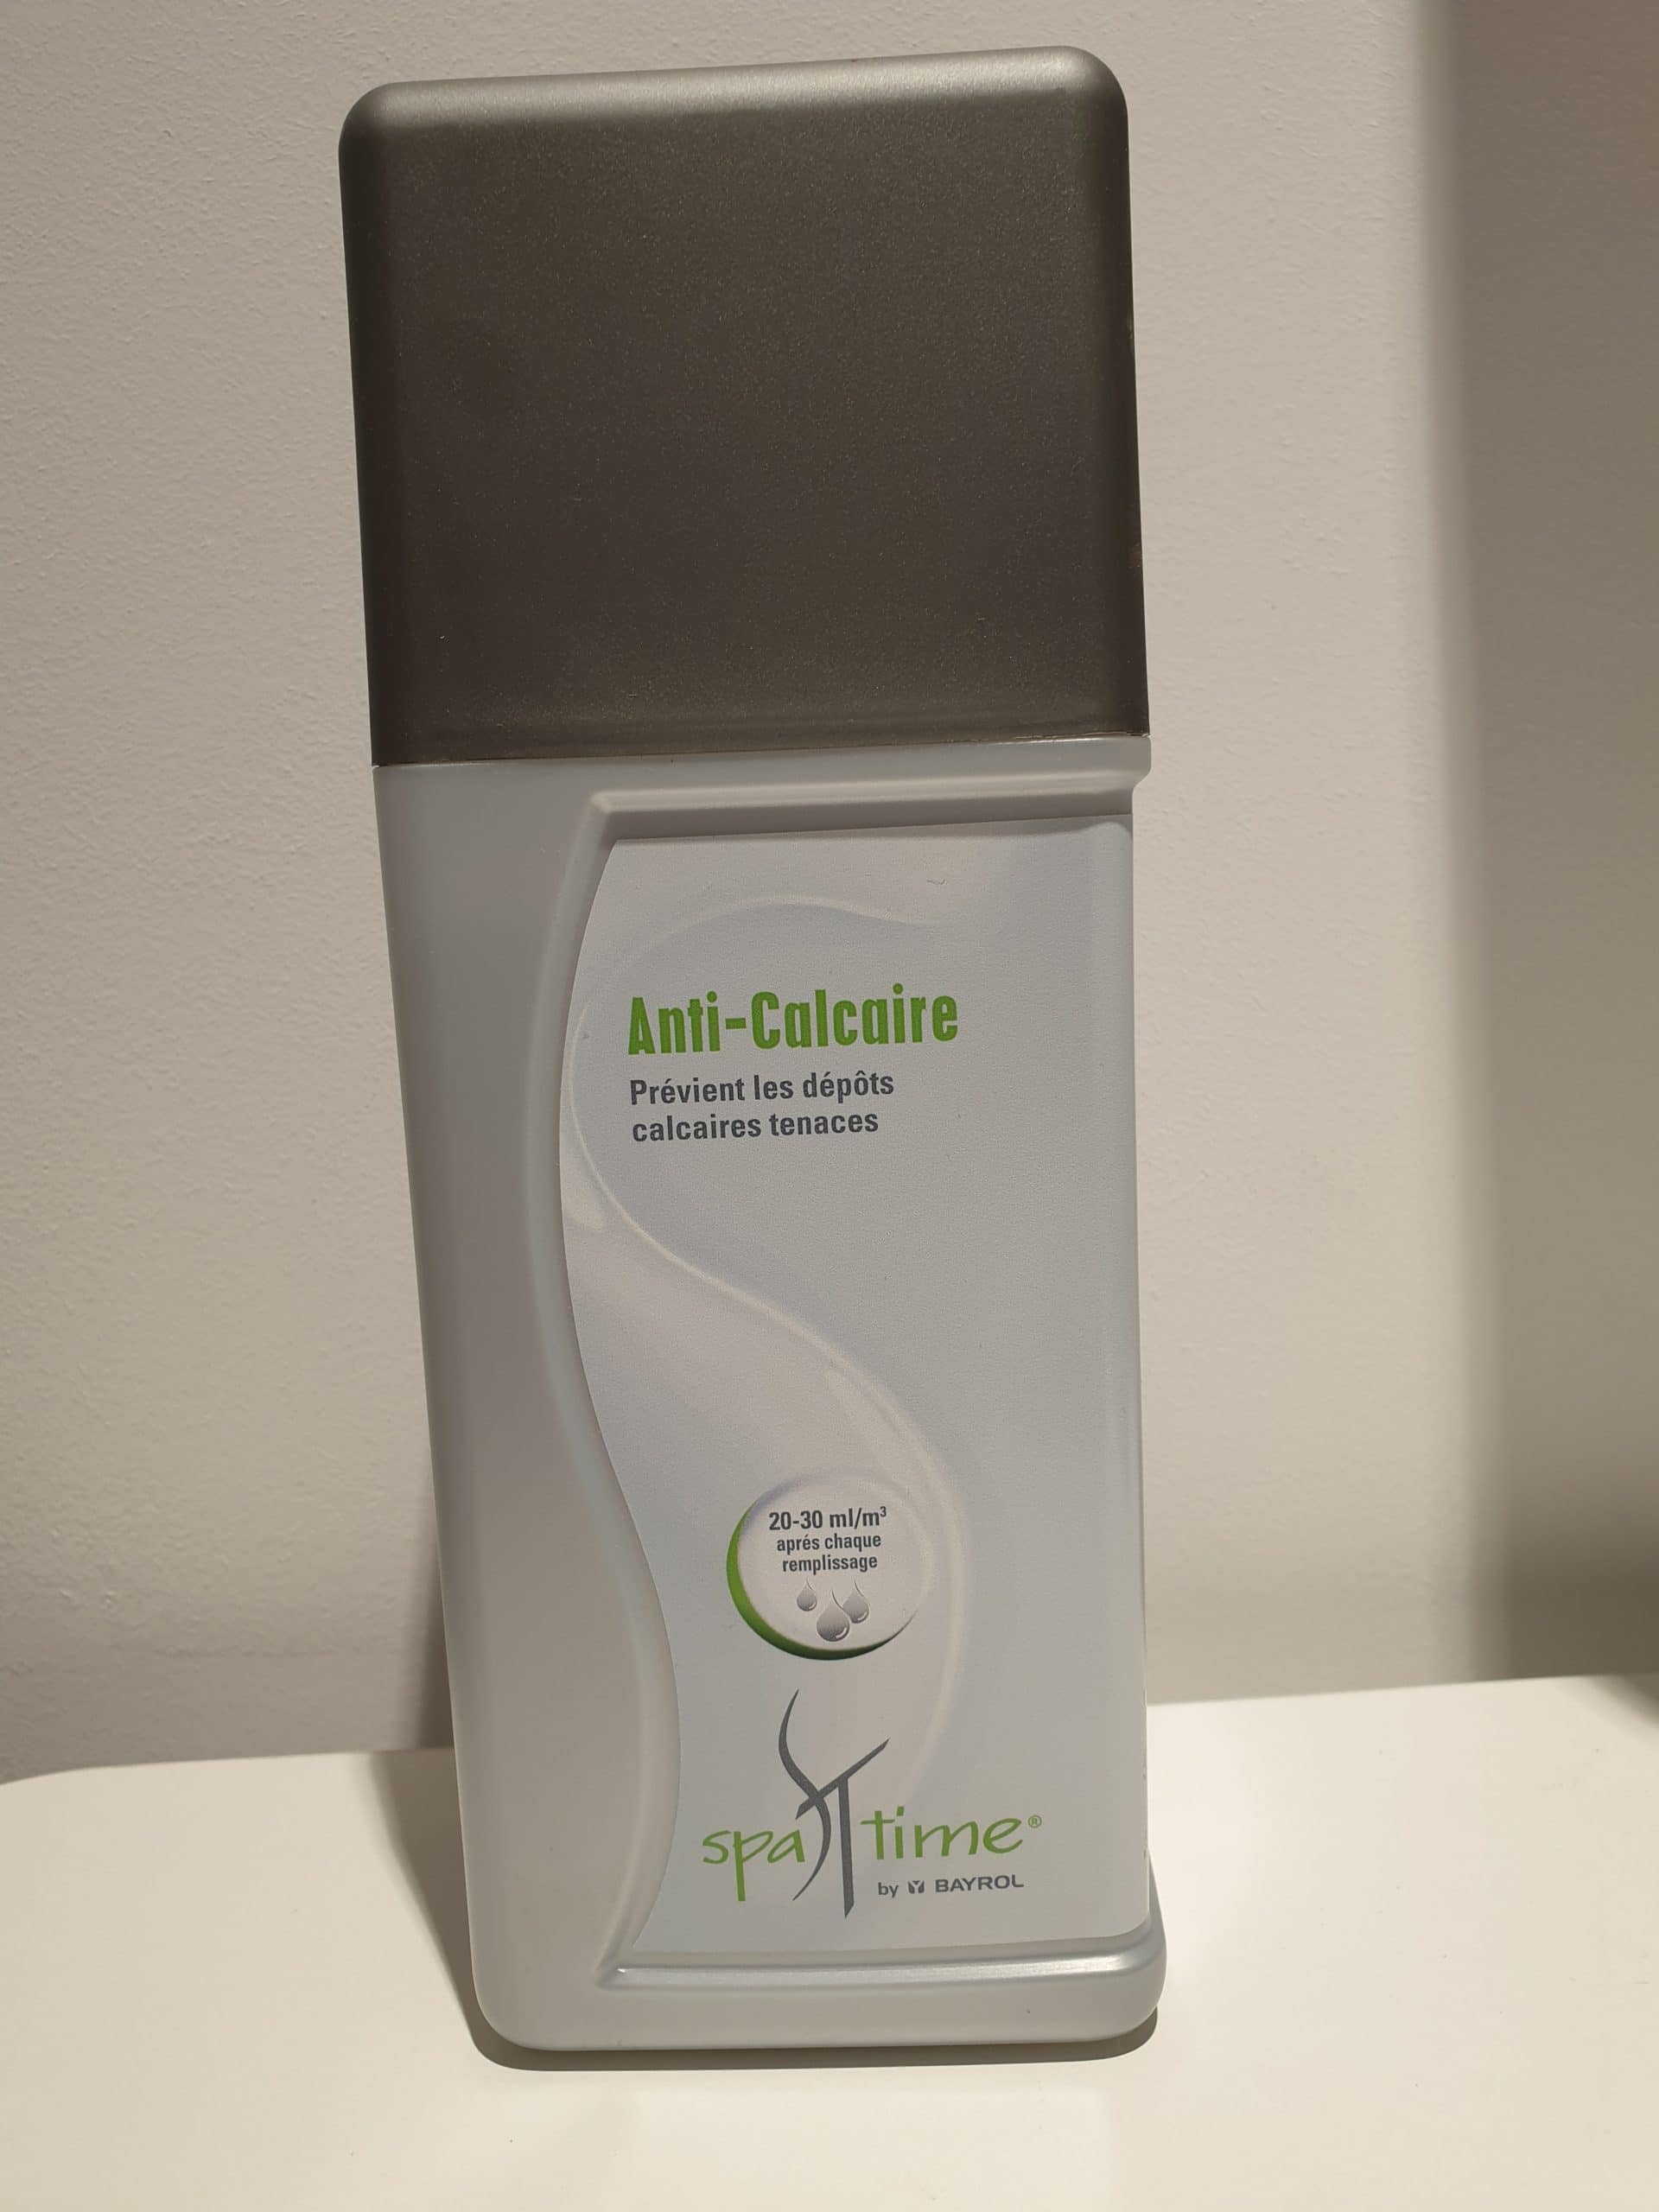 Anti-Calcaire
Prévient les dépôts
calcaires tenaces
20-30 ml/m³
aprés chaque
remplissage
spa time®
by BAYROL